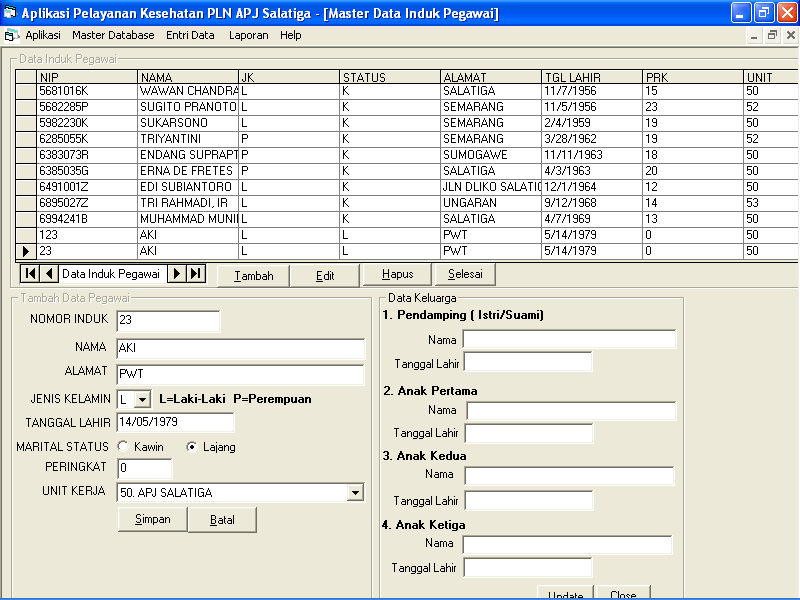 Aplikasi Pelayanan Kesehatan PLN APJ Salatiga - [Master Data Induk Pegawai]
Aplikasi Master Database Entri Data Laporan Help
Data Induk Pegawai
NIP NAMA JK STATUS ALAMAT TGL LAHIR PRK UNIT
5681016K WAWAN CHANDRA L K SALATIGA 11/7/1956 15 50
5682285P SUGITO PRANOTO L K SEMARANG 11/5/1956 23 52
5982230K SUKARSONO L K SEMARANG 2/4/1959 19 50
6285055K TRIYANTINI P K SEMARANG 3/28/1962 19 52
6383073R ENDANG SUPRAPT P K SUMOGAWE 11/11/1963 18 50
6385035G ERNA DE FRETES P K SALATIGA 4/3/1963 20 50
6491001Z EDI SUBIANTORO L K JLN DLIKO SALATIG 12/1/1964 12 50
6895027Z TRI RAHMADI, IR L K UNGARAN 9/12/1968 14 53
6994241B MUHAMMAD MUNII L K SALATIGA 4/7/1969 13 50
123 AKI L L PWT 5/14/1979 0 50
23 AKI L L PWT 5/14/1979 0 50
Data Induk Pegawai Tambah Edit Hapus Selesai
Tambah Data Pegawai
NOMOR INDUK 23
NAMA AKI
ALAMAT PWT
JENIS KELAMIN L L=Laki-Laki P=Perempuan
TANGGAL LAHIR 14/05/1979
MARITAL STATUS Kawin Lajang
PERINGKAT 0
UNIT KERJA 50. APJ SALATIGA
Simpan Batal
Data Keluarga
1. Pendamping ( Istri/Suami)
Nama
Tanggal Lahir
2. Anak Pertama
Nama
Tanggal Lahir
3. Anak Kedua
Nama
Tanggal Lahir
4. Anak Ketiga
Nama
Tanggal Lahir
Update Close